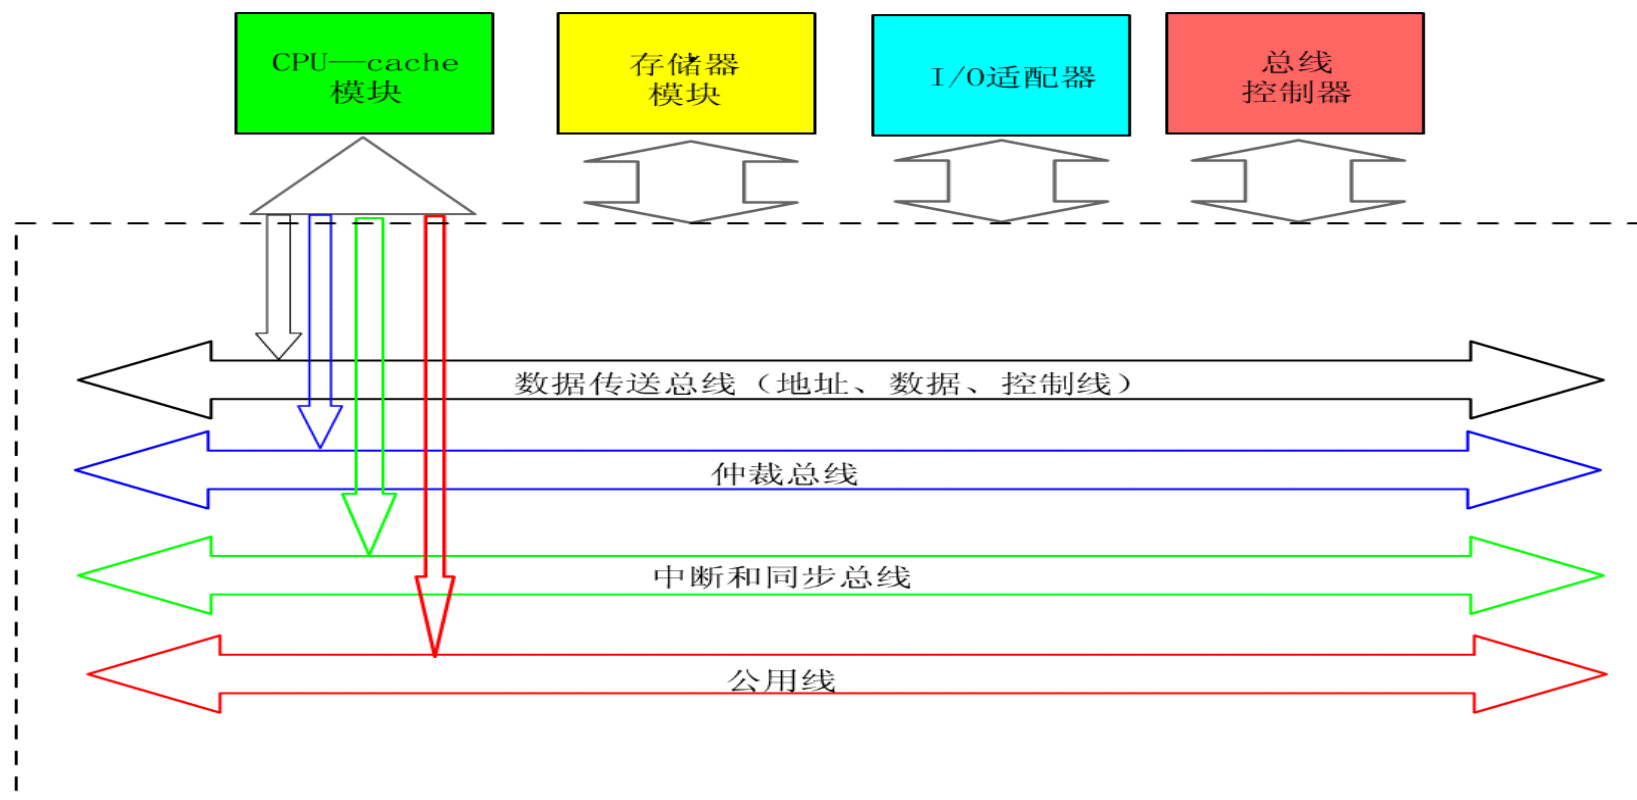 CPU—cache
模块
存储器
模块
I/O适配器
总线
控制器
数据传送总线（地址、数据、控制线）
仲裁总线
中断和同步总线
公用线